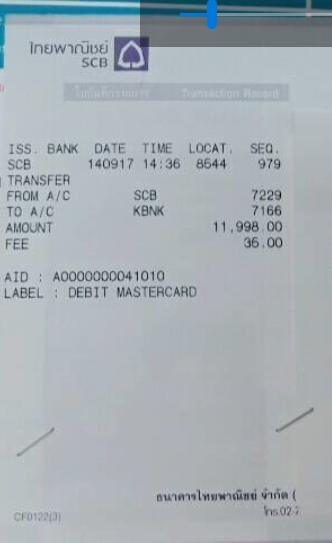 ไทยพาณิชย์
SCB
ใบบันทึกรายการ Transaction Record
ISS. BANK DATE TIME LOCAT. SEQ.
SCB 140917 14:36 8544 979
TRANSFER
FROM A/C SCB 7229
TO A/C KBNK 7166
AMOUNT 11,998.00
FEE 35.00
AID : A0000000041010
LABEL : DEBIT MASTERCARD
ธนาคารไทยพาณิชย์ จำกัด (
โทร.02-
CF0122(3)